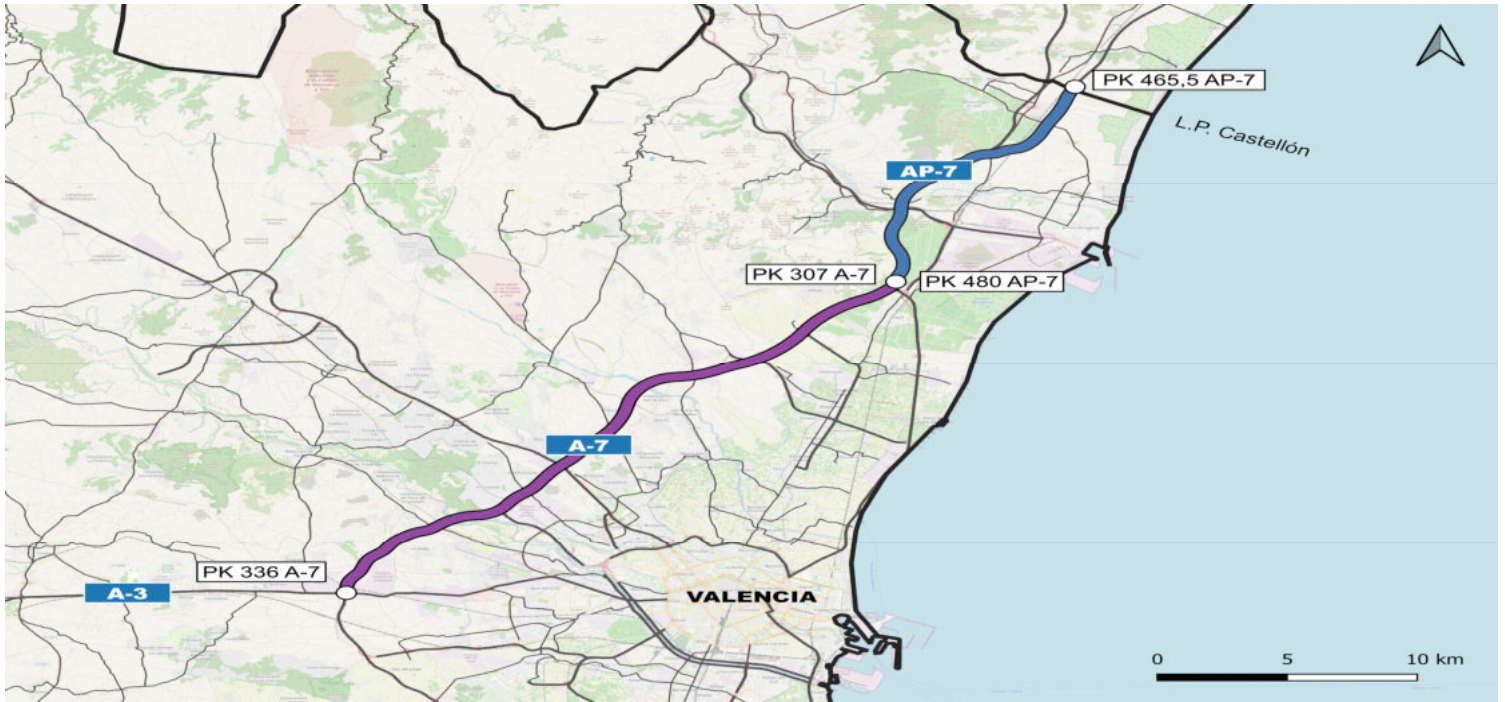 PK 465,5 AP-7
L.P. Castellón
AP-7
PK 307 A-7
PK 480 AP-7
A-7
PK 336 A-7
A-3
VALENCIA
0 5 10 km